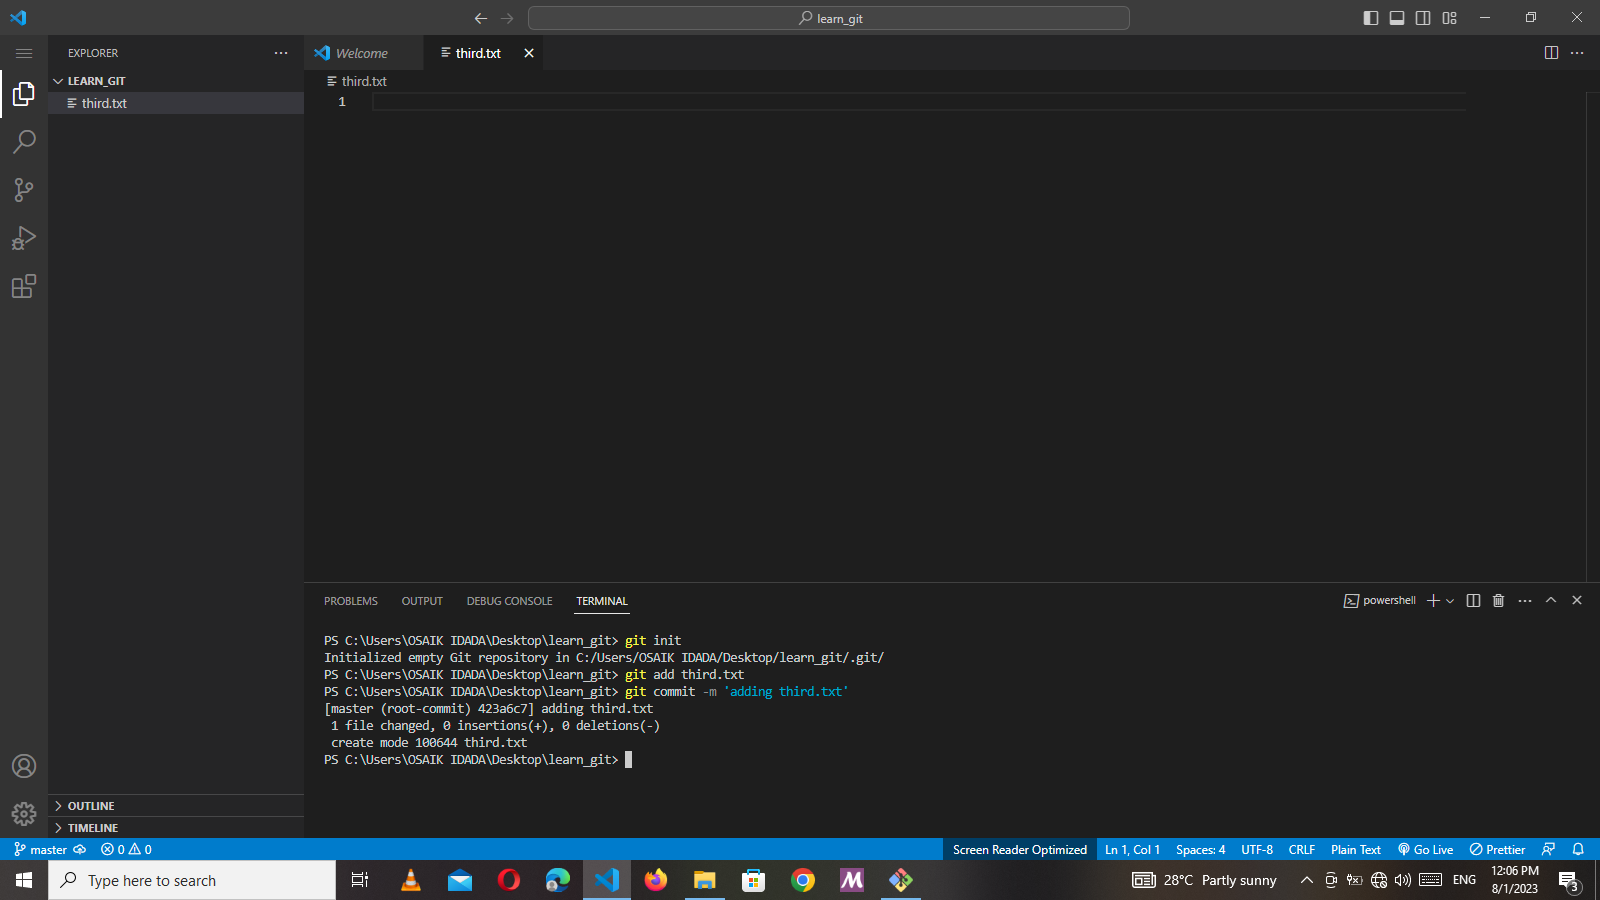 learn_git
EXPLORER
LEARN_GIT
third.txt
OUTLINE
TIMELINE
Welcome
third.txt
third.txt
1
PROBLEMS
OUTPUT
DEBUG CONSOLE
TERMINAL
powershell
PS C:\Users\OSAIK IDADA\Desktop\learn_git> git init
Initialized empty Git repository in C:/Users/OSAIK IDADA/Desktop/learn_git/.git/
PS C:\Users\OSAIK IDADA\Desktop\learn_git> git add third.txt
PS C:\Users\OSAIK IDADA\Desktop\learn_git> git commit -m 'adding third.txt'
[master (root-commit) 423a6c7] adding third.txt
 1 file changed, 0 insertions(+), 0 deletions(-)
 create mode 100644 third.txt
PS C:\Users\OSAIK IDADA\Desktop\learn_git>
master 0 0 Screen Reader Optimized Ln 1, Col 1 Spaces: 4 UTF-8 CRLF Plain Text Go Live Prettier
Type here to search
28°C Partly sunny
ENG
12:06 PM
8/1/2023
3